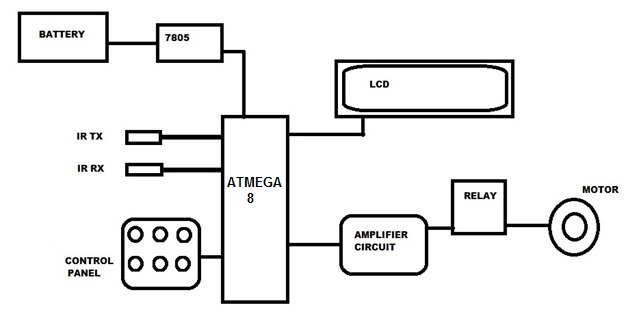 BATTERY
7805
LCD
IR TX
IR RX
ATMEGA
8
RELAY
MOTOR
AMPLIFIER
CIRCUIT
CONTROL
PANEL